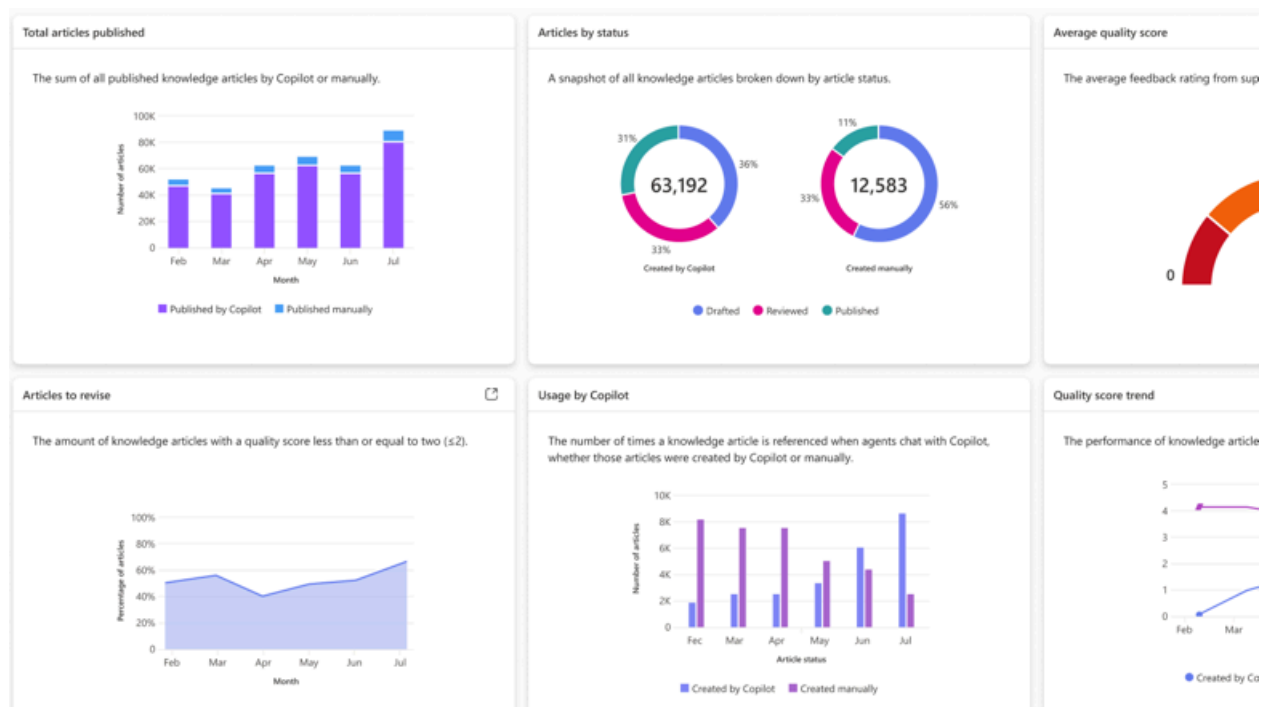 Total articles published
The sum of all published knowledge articles by Copilot or manually.
100K
80K
60K
40K
20K
0
Number of articles
Feb Mar Apr May Jun Jul
Month
Published by Copilot Published manually
Articles by status
A snapshot of all knowledge articles broken down by article status.
31%
36%
63,192
33%
Created by Copilot
11%
33%
12,583
56%
Created manually
Drafted Reviewed Published
Average quality score
The average feedback rating from sup
0
Articles to revise
The amount of knowledge articles with a quality score less than or equal to two (≤2).
100%
80%
60%
40%
20%
0
Percentage of articles
Feb Mar Apr May Jun Jul
Month
Usage by Copilot
The number of times a knowledge article is referenced when agents chat with Copilot,
whether those articles were created by Copilot or manually.
10K
8K
6K
4K
2K
0
Number of articles
Fec Mar Apr May Jun Jul
Article status
Created by Copilot Created manually
Quality score trend
The performance of knowledge article
5
4
3
2
1
0
Feb Mar
Created by Co